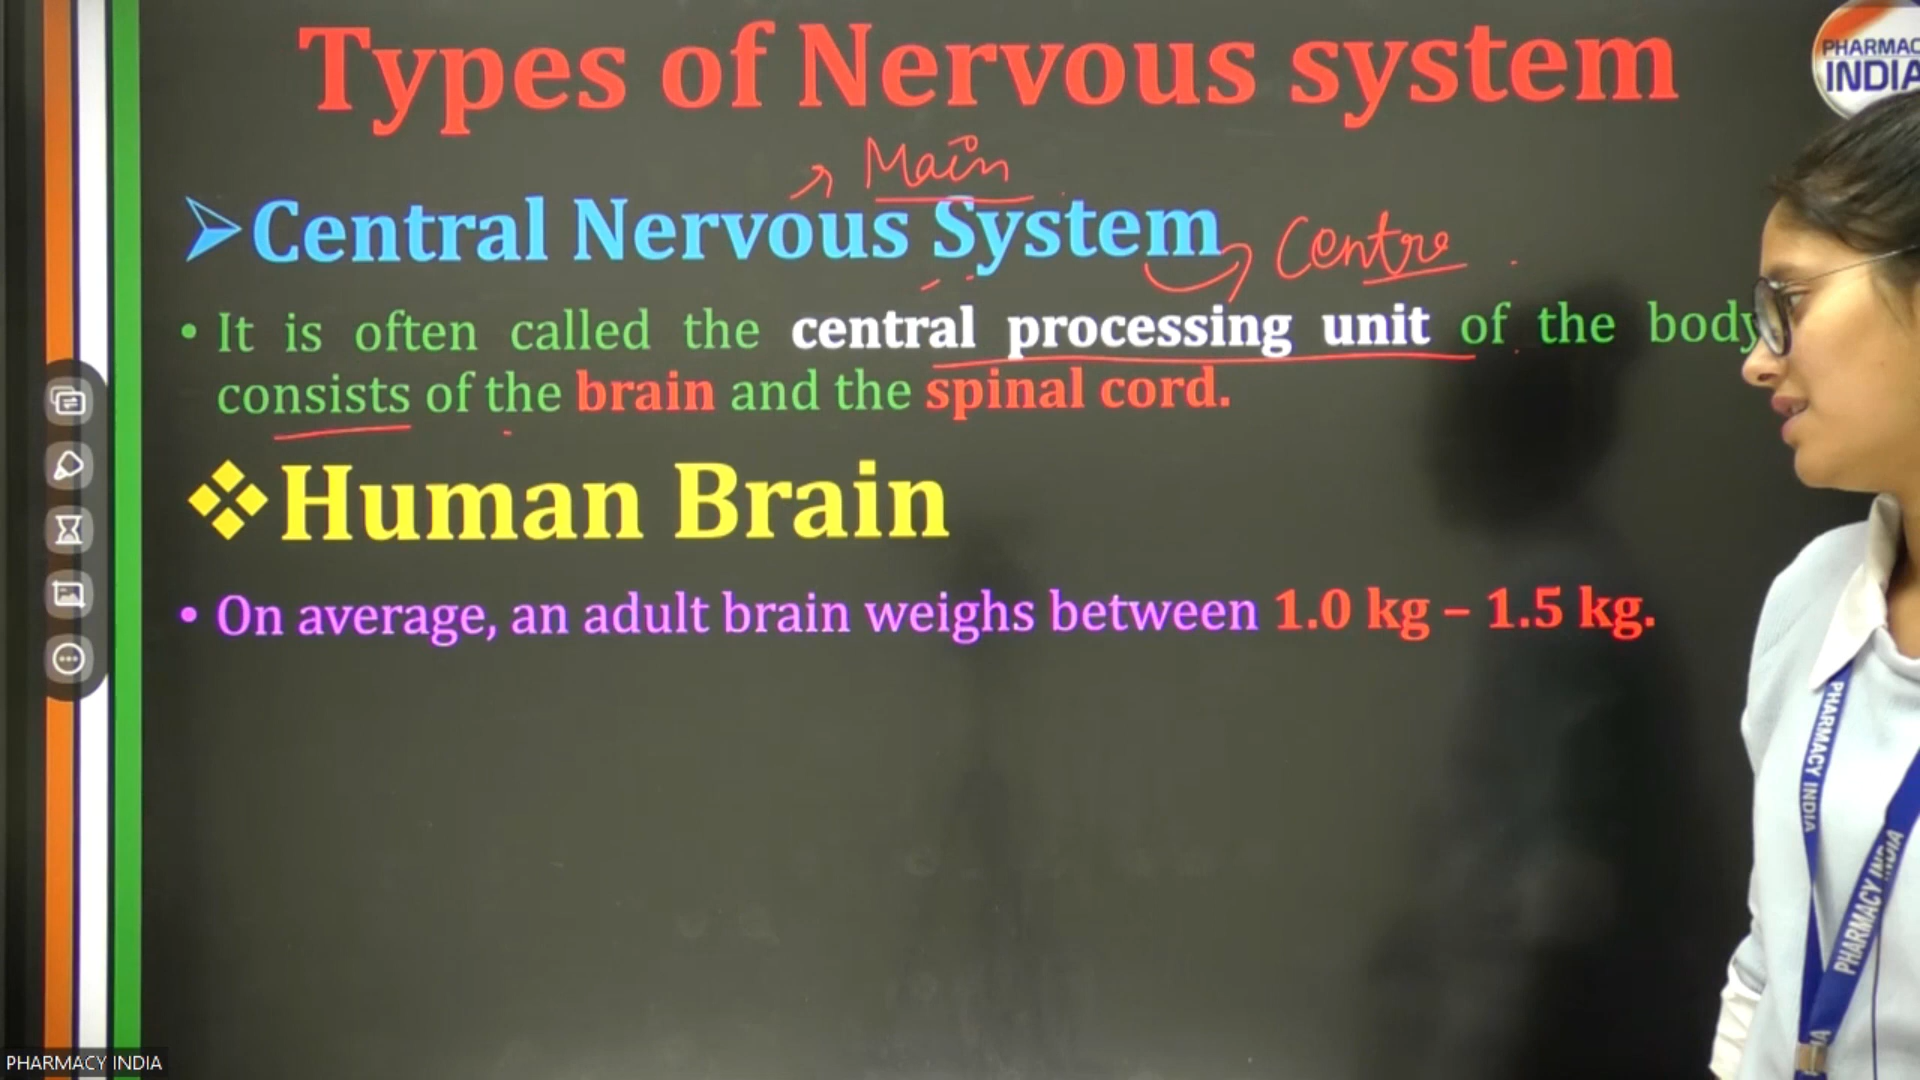 Types of Nervous system
PHARMAC
INDIA
Main
➢Central Nervous System
Centre
• It is often called the central processing unit of the body
consists of the brain and the spinal cord.
❖Human Brain
• On average, an adult brain weighs between 1.0 kg – 1.5 kg.
PHARMACY INDIA
PHARMACY INDIA
PHARMACY INDIA